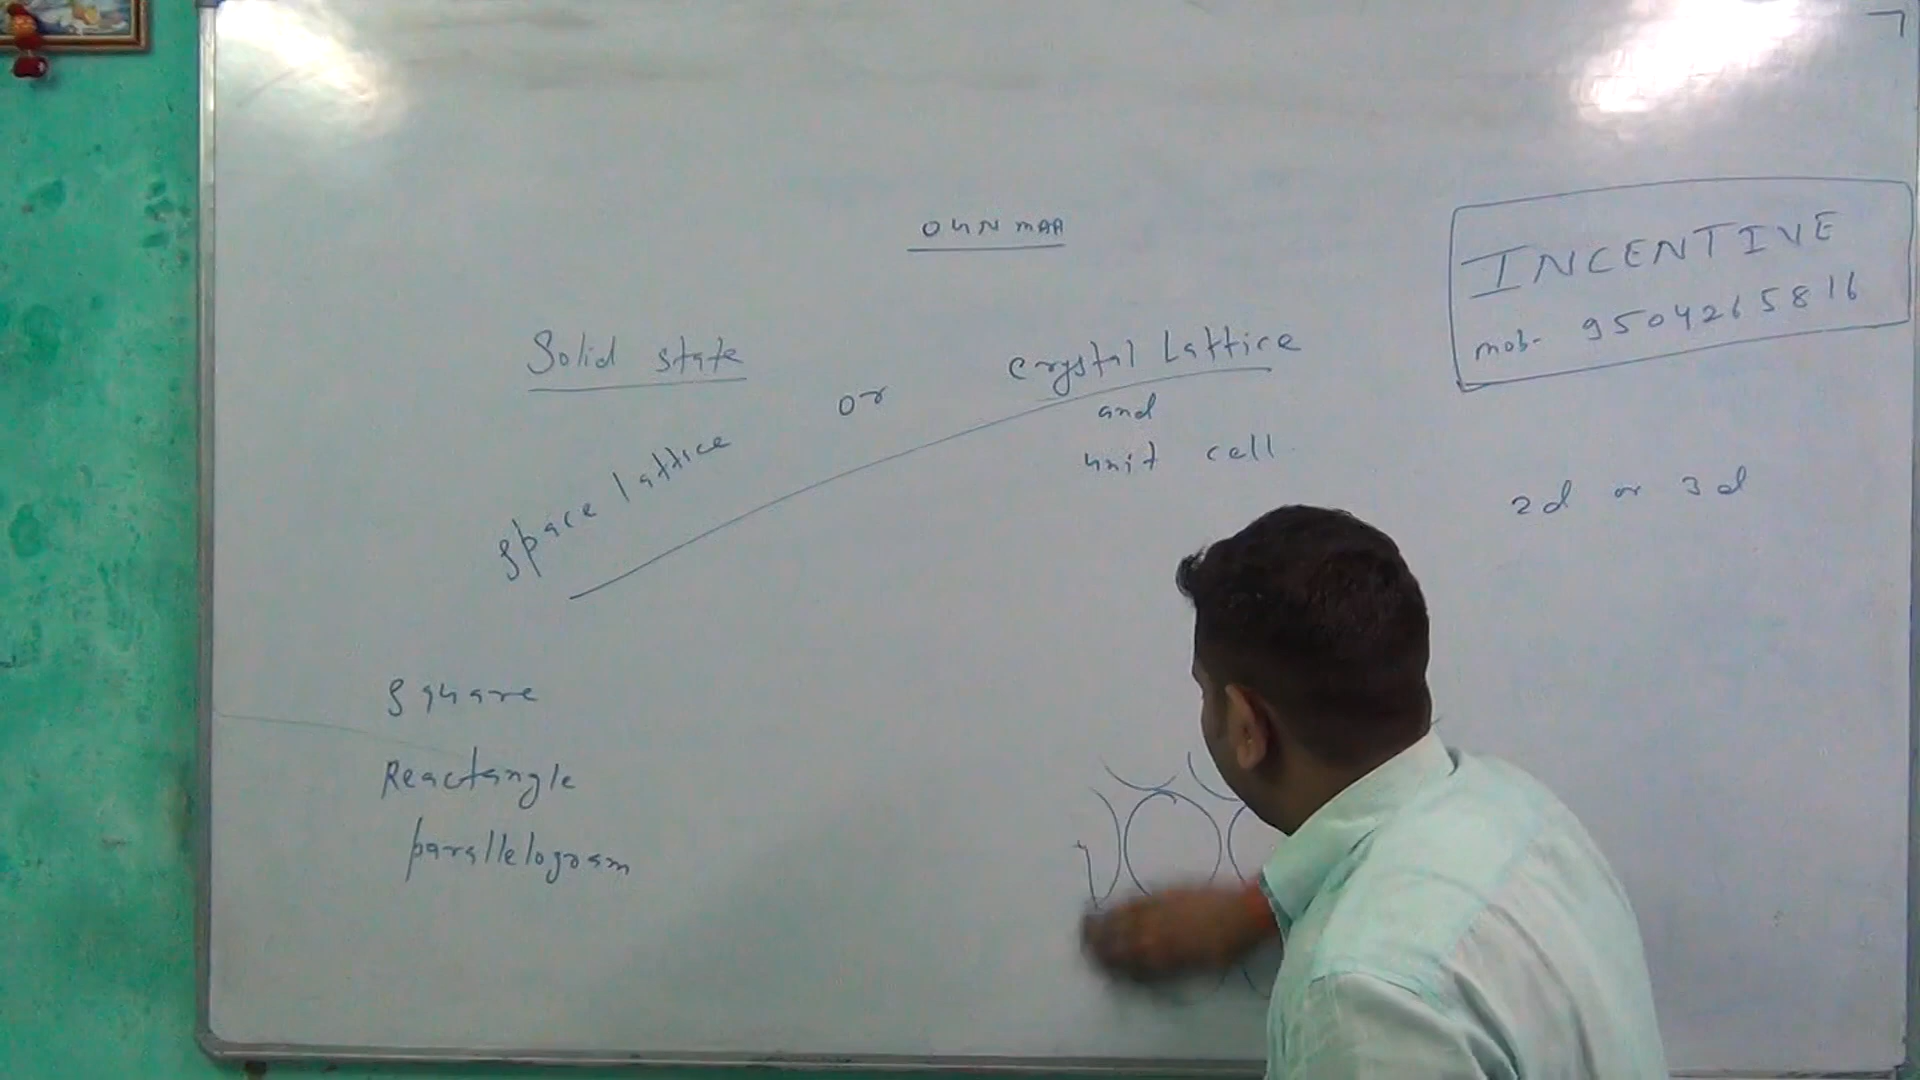 OHN MAA
INCENTIVE
mob- 9504265816
Solid state
or
Crystal Lattice
and
unit cell
space lattice
2d or 3d
Square
Reactangle
parallelogram